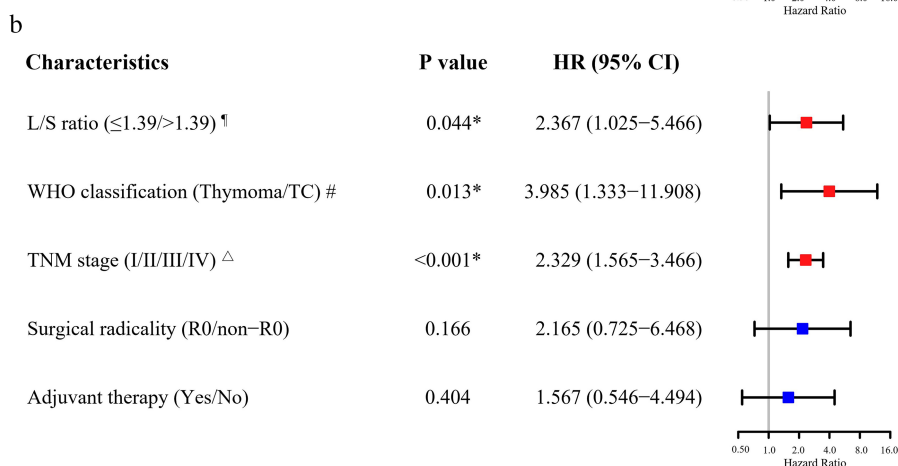 Hazard Ratio
b
Characteristics P value HR (95% CI)
L/S ratio (≤1.39/>1.39) ¶ 0.044* 2.367 (1.025−5.466)
WHO classification (Thymoma/TC) # 0.013* 3.985 (1.333−11.908)
TNM stage (I/II/III/IV) △ <0.001* 2.329 (1.565−3.466)
Surgical radicality (R0/non−R0) 0.166 2.165 (0.725−6.468)
Adjuvant therapy (Yes/No) 0.404 1.567 (0.546−4.494)
0.50 1.0 2.0 4.0 8.0 16.0
Hazard Ratio